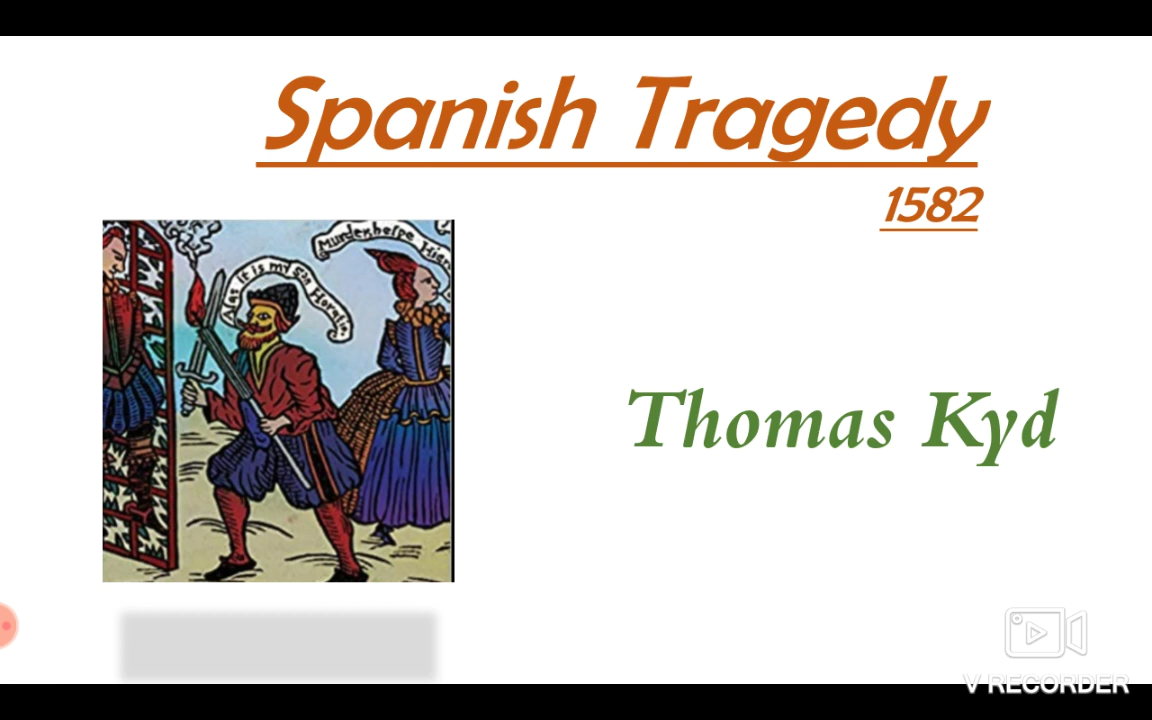 Spanish Tragedy
1582
Alas it is my son Horatio.
Murder helpe Hier
Thomas Kyd
V RECORDER